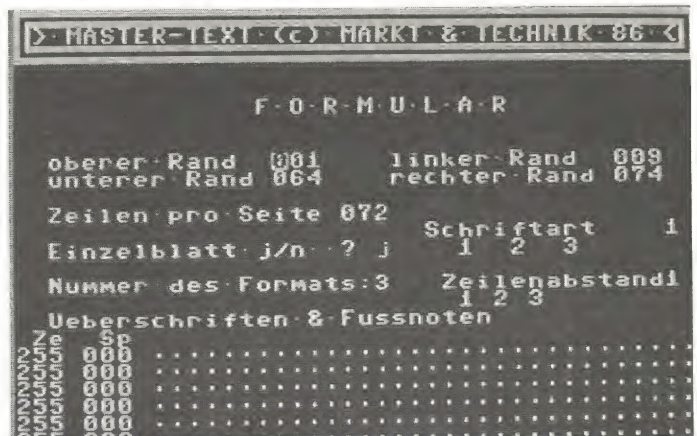 > MASTER-TEXT (c) MARKT & TECHNIK 86 <
F·O·R·M·U·L·A·R
oberer·Rand 001 linker·Rand 009
unterer·Rand 064 rechter·Rand 074
Zeilen·pro·Seite 072
Schriftart 1
Einzelblatt·j/n··? j 1 2 3
Nummer·des·Formats:3 Zeilenabstand1
1 2 3
Ueberschriften·&·Fussnoten
Ze Sp
255 000 ································
255 000 ································
255 000 ································
255 000 ································
255 000 ································